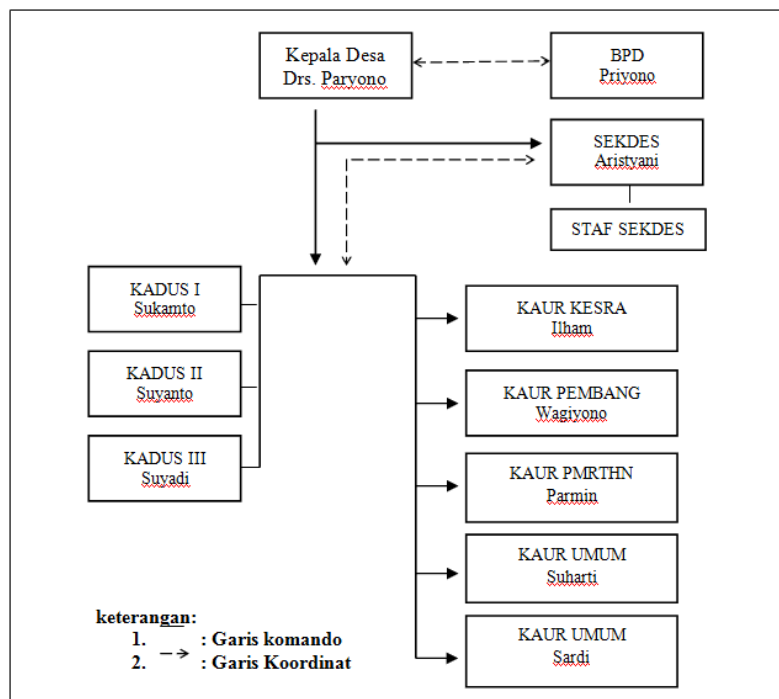 Kepala Desa
Drs. Paryono
BPD
Priyono
SEKDES
Aristyani
STAF SEKDES
KADUS I
Sukamto
KADUS II
Suyanto
KADUS III
Suyadi
KAUR KESRA
Ilham
KAUR PEMBANG
Wagiyono
KAUR PMRTHN
Parmin
KAUR UMUM
Suharti
KAUR UMUM
Sardi
keterangan:
1. : Garis komando
2. : Garis Koordinat